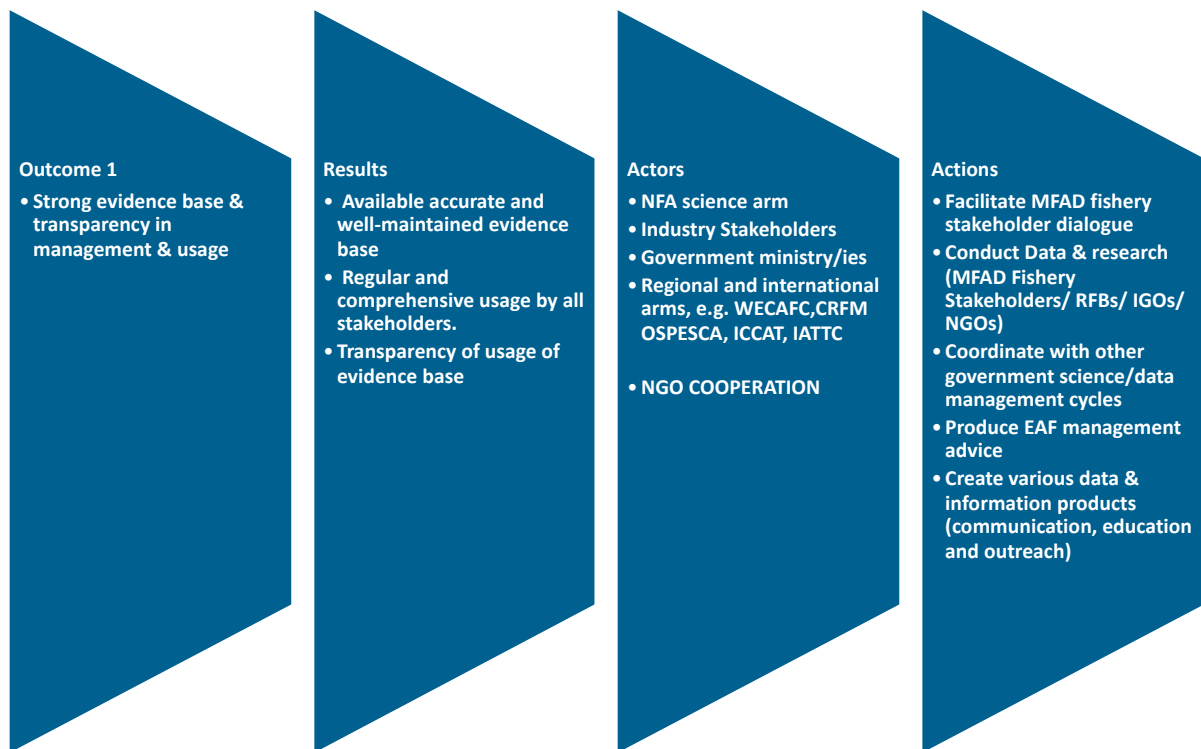 Outcome 1
• Strong evidence base &
transparency in
management & usage
Results
• Available accurate and
well-maintained evidence
base
• Regular and
comprehensive usage by all
stakeholders.
• Transparency of usage of
evidence base
Actors
• NFA science arm
• Industry Stakeholders
• Government ministry/ies
• Regional and international
arms, e.g. WECAFC,CRFM
OSPESCA, ICCAT, IATTC
• NGO COOPERATION
Actions
• Facilitate MFAD fishery
stakeholder dialogue
• Conduct Data & research
(MFAD Fishery
Stakeholders/ RFBs/ IGOs/
NGOs)
• Coordinate with other
government science/data
management cycles
• Produce EAF management
advice
• Create various data &
information products
(communication, education
and outreach)